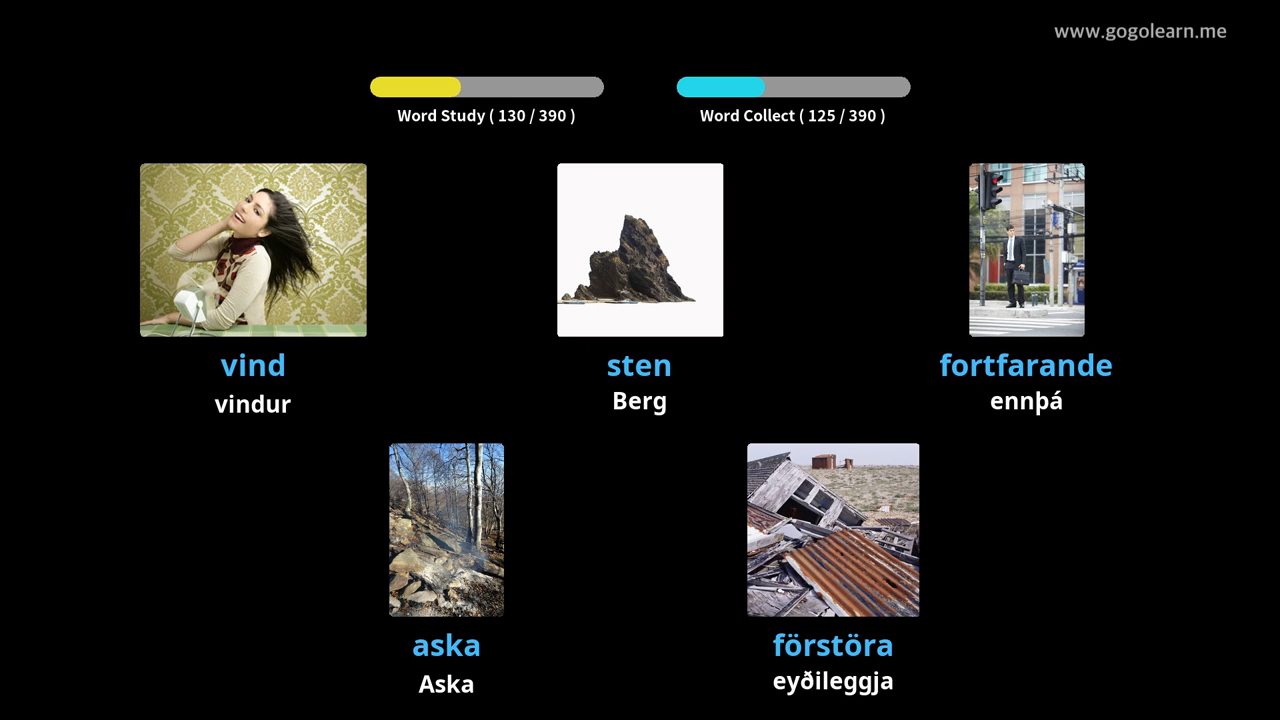 www.gogolearn.me
Word Study ( 130 / 390 )
Word Collect ( 125 / 390 )
vind
vindur
sten
Berg
fortfarande
ennþá
aska
Aska
förstöra
eyðileggja